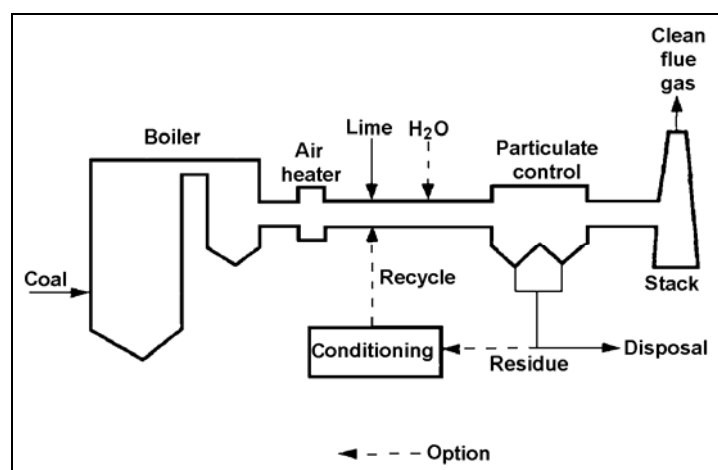 Clean
flue
gas
Boiler
Air
heater
Lime
H₂O
Particulate
control
Coal
Recycle
Stack
Conditioning
Residue
Disposal
Option